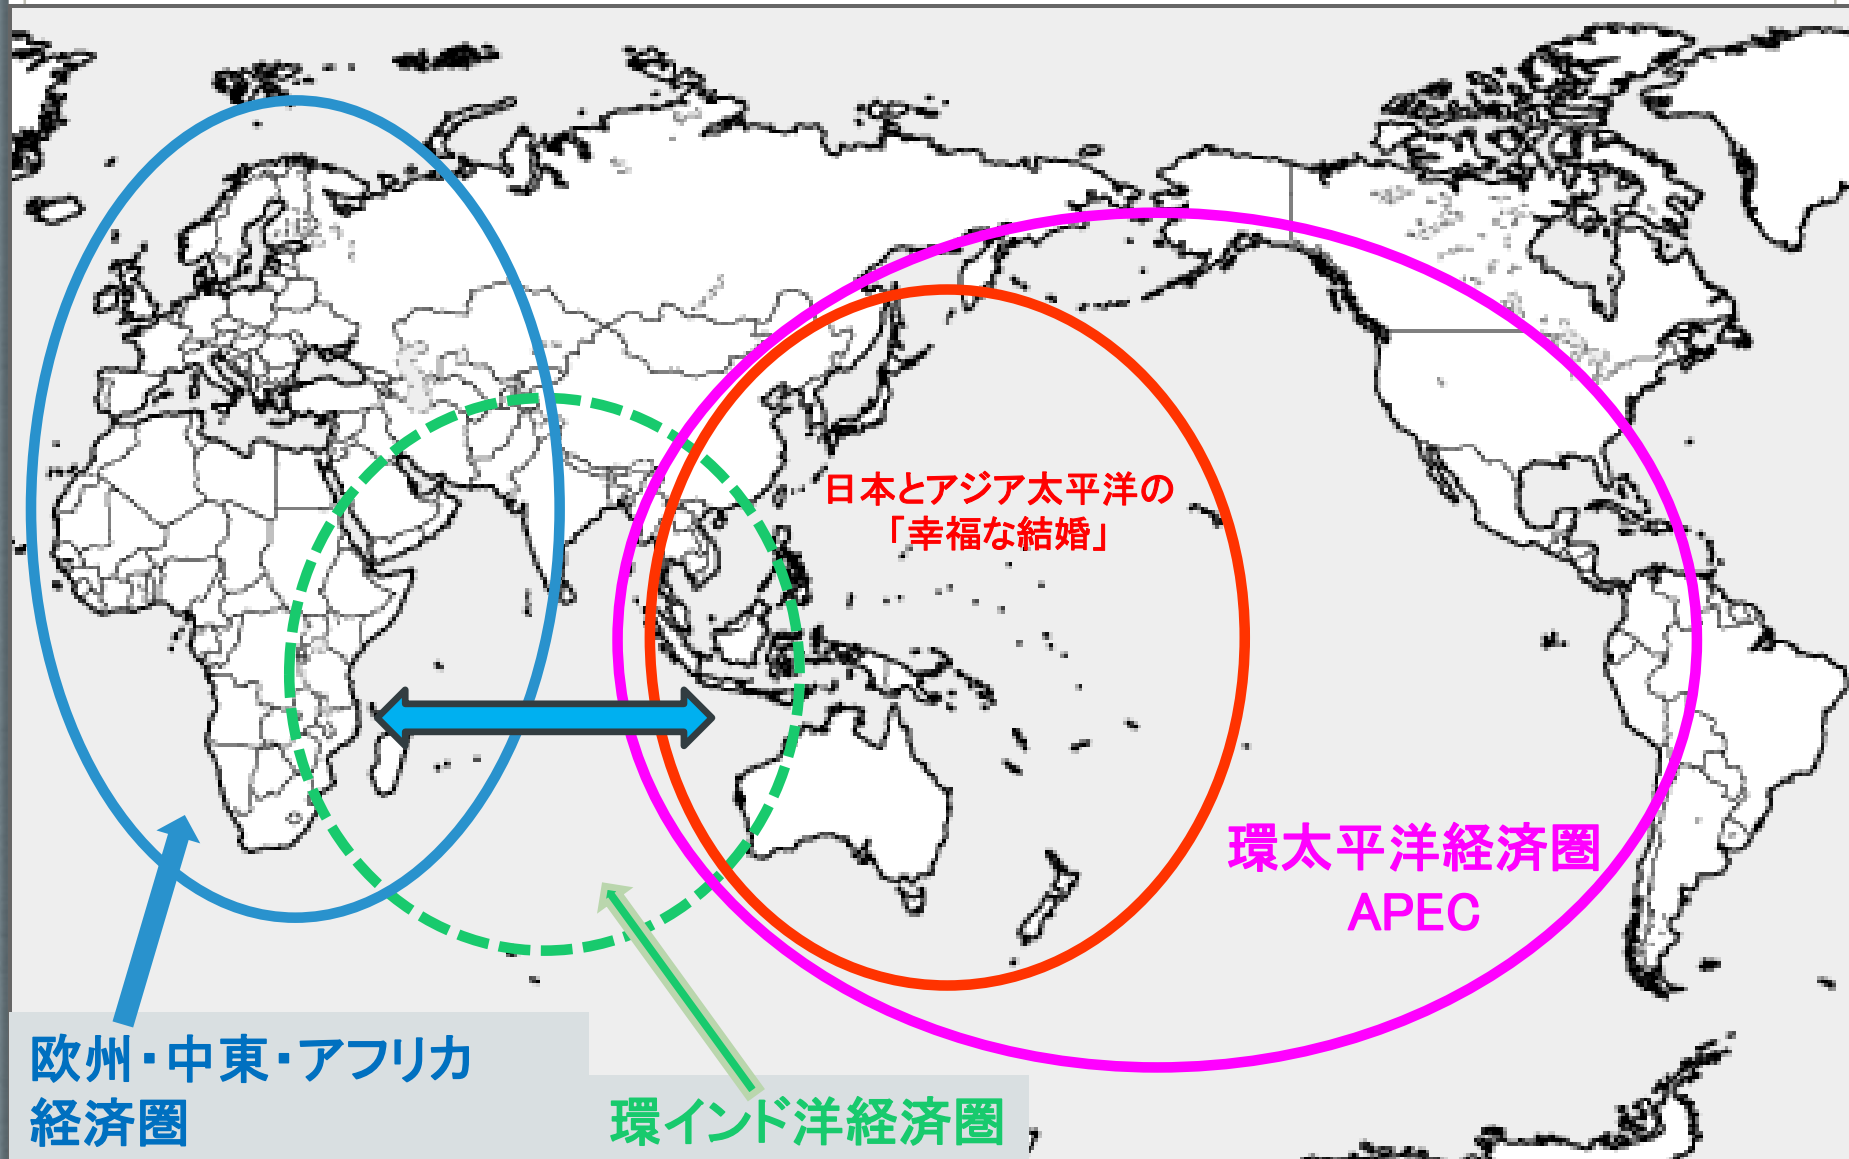 日本とアジア太平洋の
「幸福な結婚」
環太平洋経済圏
APEC
欧州・中東・アフリカ
経済圏
環インド洋経済圏